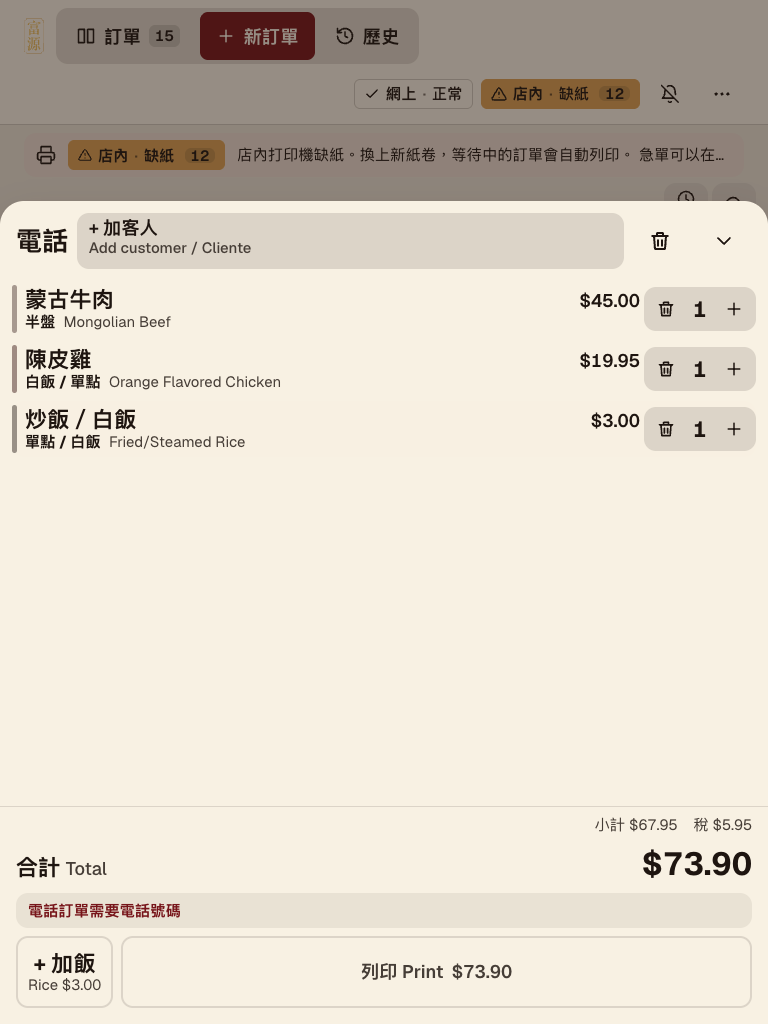 富源
訂單 15
新訂單
歷史
網上 · 正常
店內 · 缺紙 12
店內 · 缺紙 12
店內打印機缺紙。換上新紙卷，等待中的訂單會自動列印。 急單可以在...
電話
+ 加客人
Add customer / Cliente
蒙古牛肉
半盤 Mongolian Beef
$45.00
1
陳皮雞
白飯 / 單點 Orange Flavored Chicken
$19.95
1
炒飯 / 白飯
單點 / 白飯 Fried/Steamed Rice
$3.00
1
小計 $67.95 稅 $5.95
合計 Total
$73.90
電話訂單需要電話號碼
+ 加飯
Rice $3.00
列印 Print $73.90